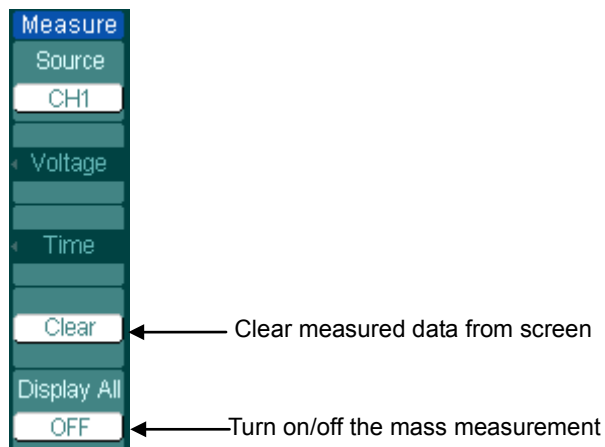 Measure
Source
CH1
Voltage
Time
Clear
Clear measured data from screen
Display All
OFF
Turn on/off the mass measurement